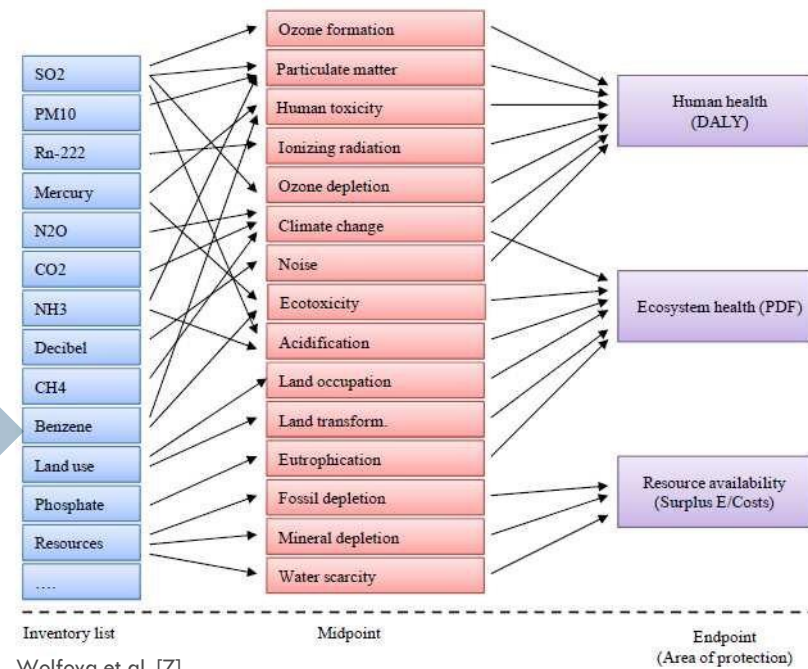 SO2
PM10
Rn-222
Mercury
N2O
CO2
NH3
Decibel
CH4
Benzene
Land use
Phosphate
Resources
....
Ozone formation
Particulate matter
Human toxicity
Ionizing radiation
Ozone depletion
Climate change
Noise
Ecotoxicity
Acidification
Land occupation
Land transform.
Eutrophication
Fossil depletion
Mineral depletion
Water scarcity
Human health
(DALY)
Ecosystem health (PDF)
Resource availability
(Surplus E/Costs)
Inventory list
Midpoint
Endpoint
(Area of protection)
et al. [7]